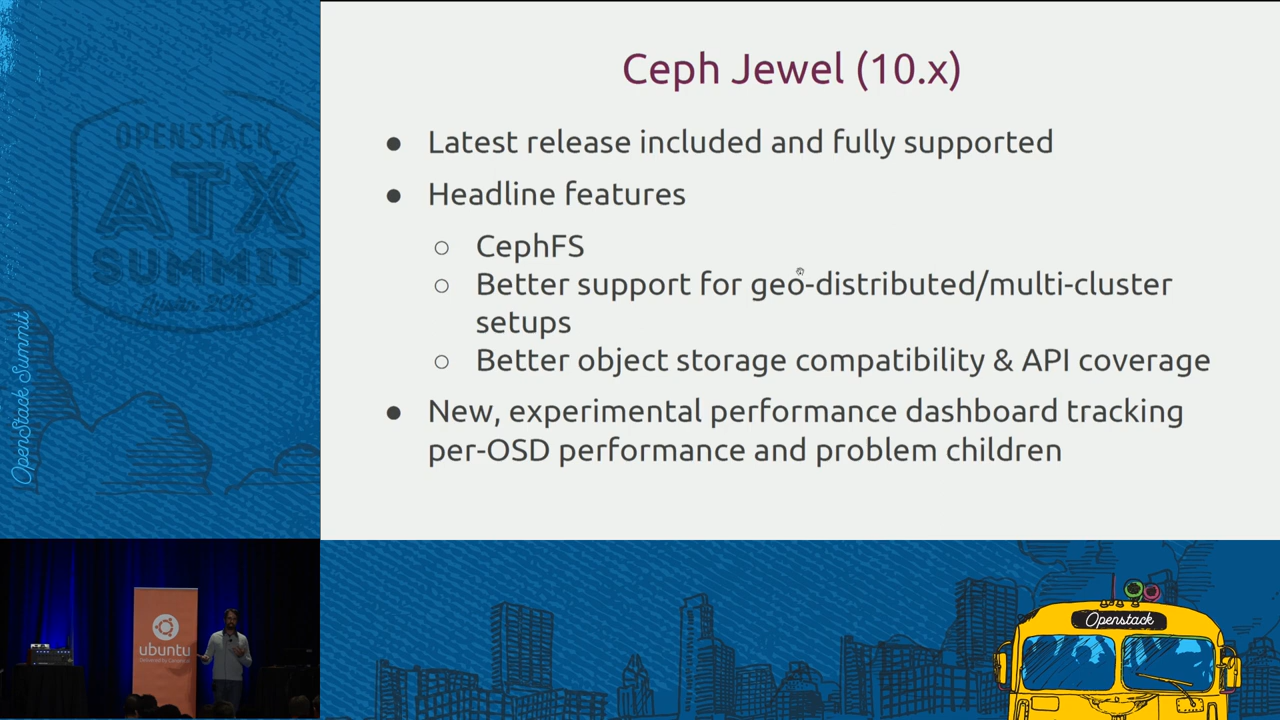 Ceph Jewel (10.x)
● Latest release included and fully supported
● Headline features
○ CephFS
○ Better support for geo-distributed/multi-cluster
setups
○ Better object storage compatibility & API coverage
● New, experimental performance dashboard tracking
per-OSD performance and problem children
OPENSTACK
ATX
SUMMIT
Austin 2016
OpenStack Summit
ubuntu
Openstack